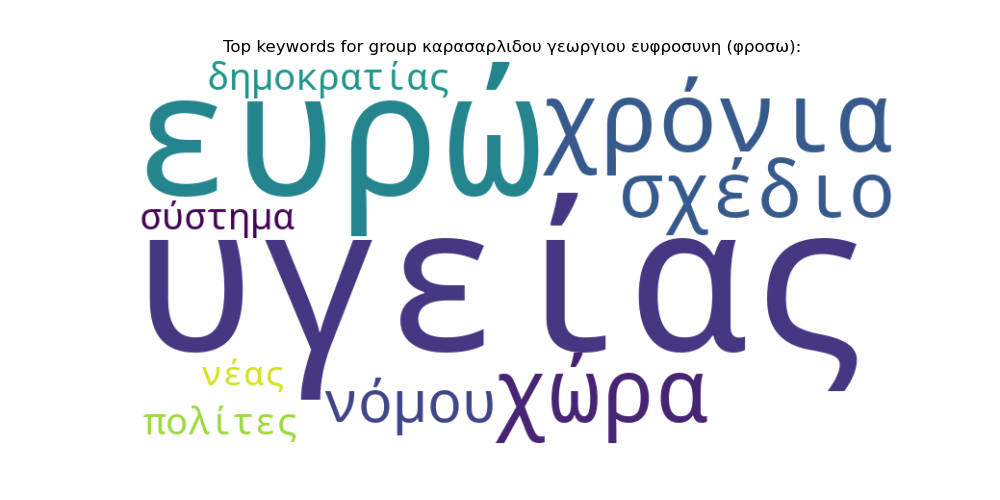 Top keywords for group καρασαρλιδου γεωργιου ευφροσυνη (φροσω):
δημοκρατίας
ευρώ
χρόνια
σχέδιο
σύστημα
υγείας
νέας
νόμου
χώρα
πολίτες